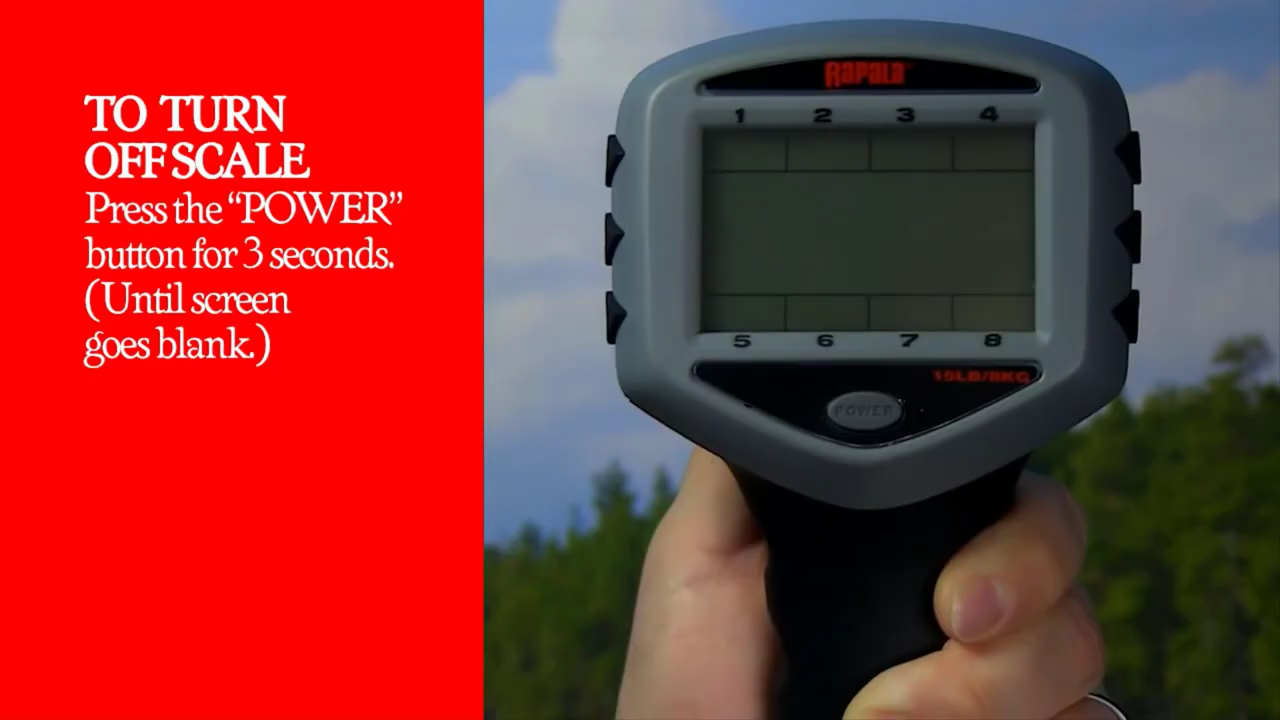 TO TURN
OFF SCALE
Press the “POWER”
button for 3 seconds.
(Until screen
goes blank.)
RAPALA
1 2 3 4
5 6 7 8
15LB/8KG
POWER